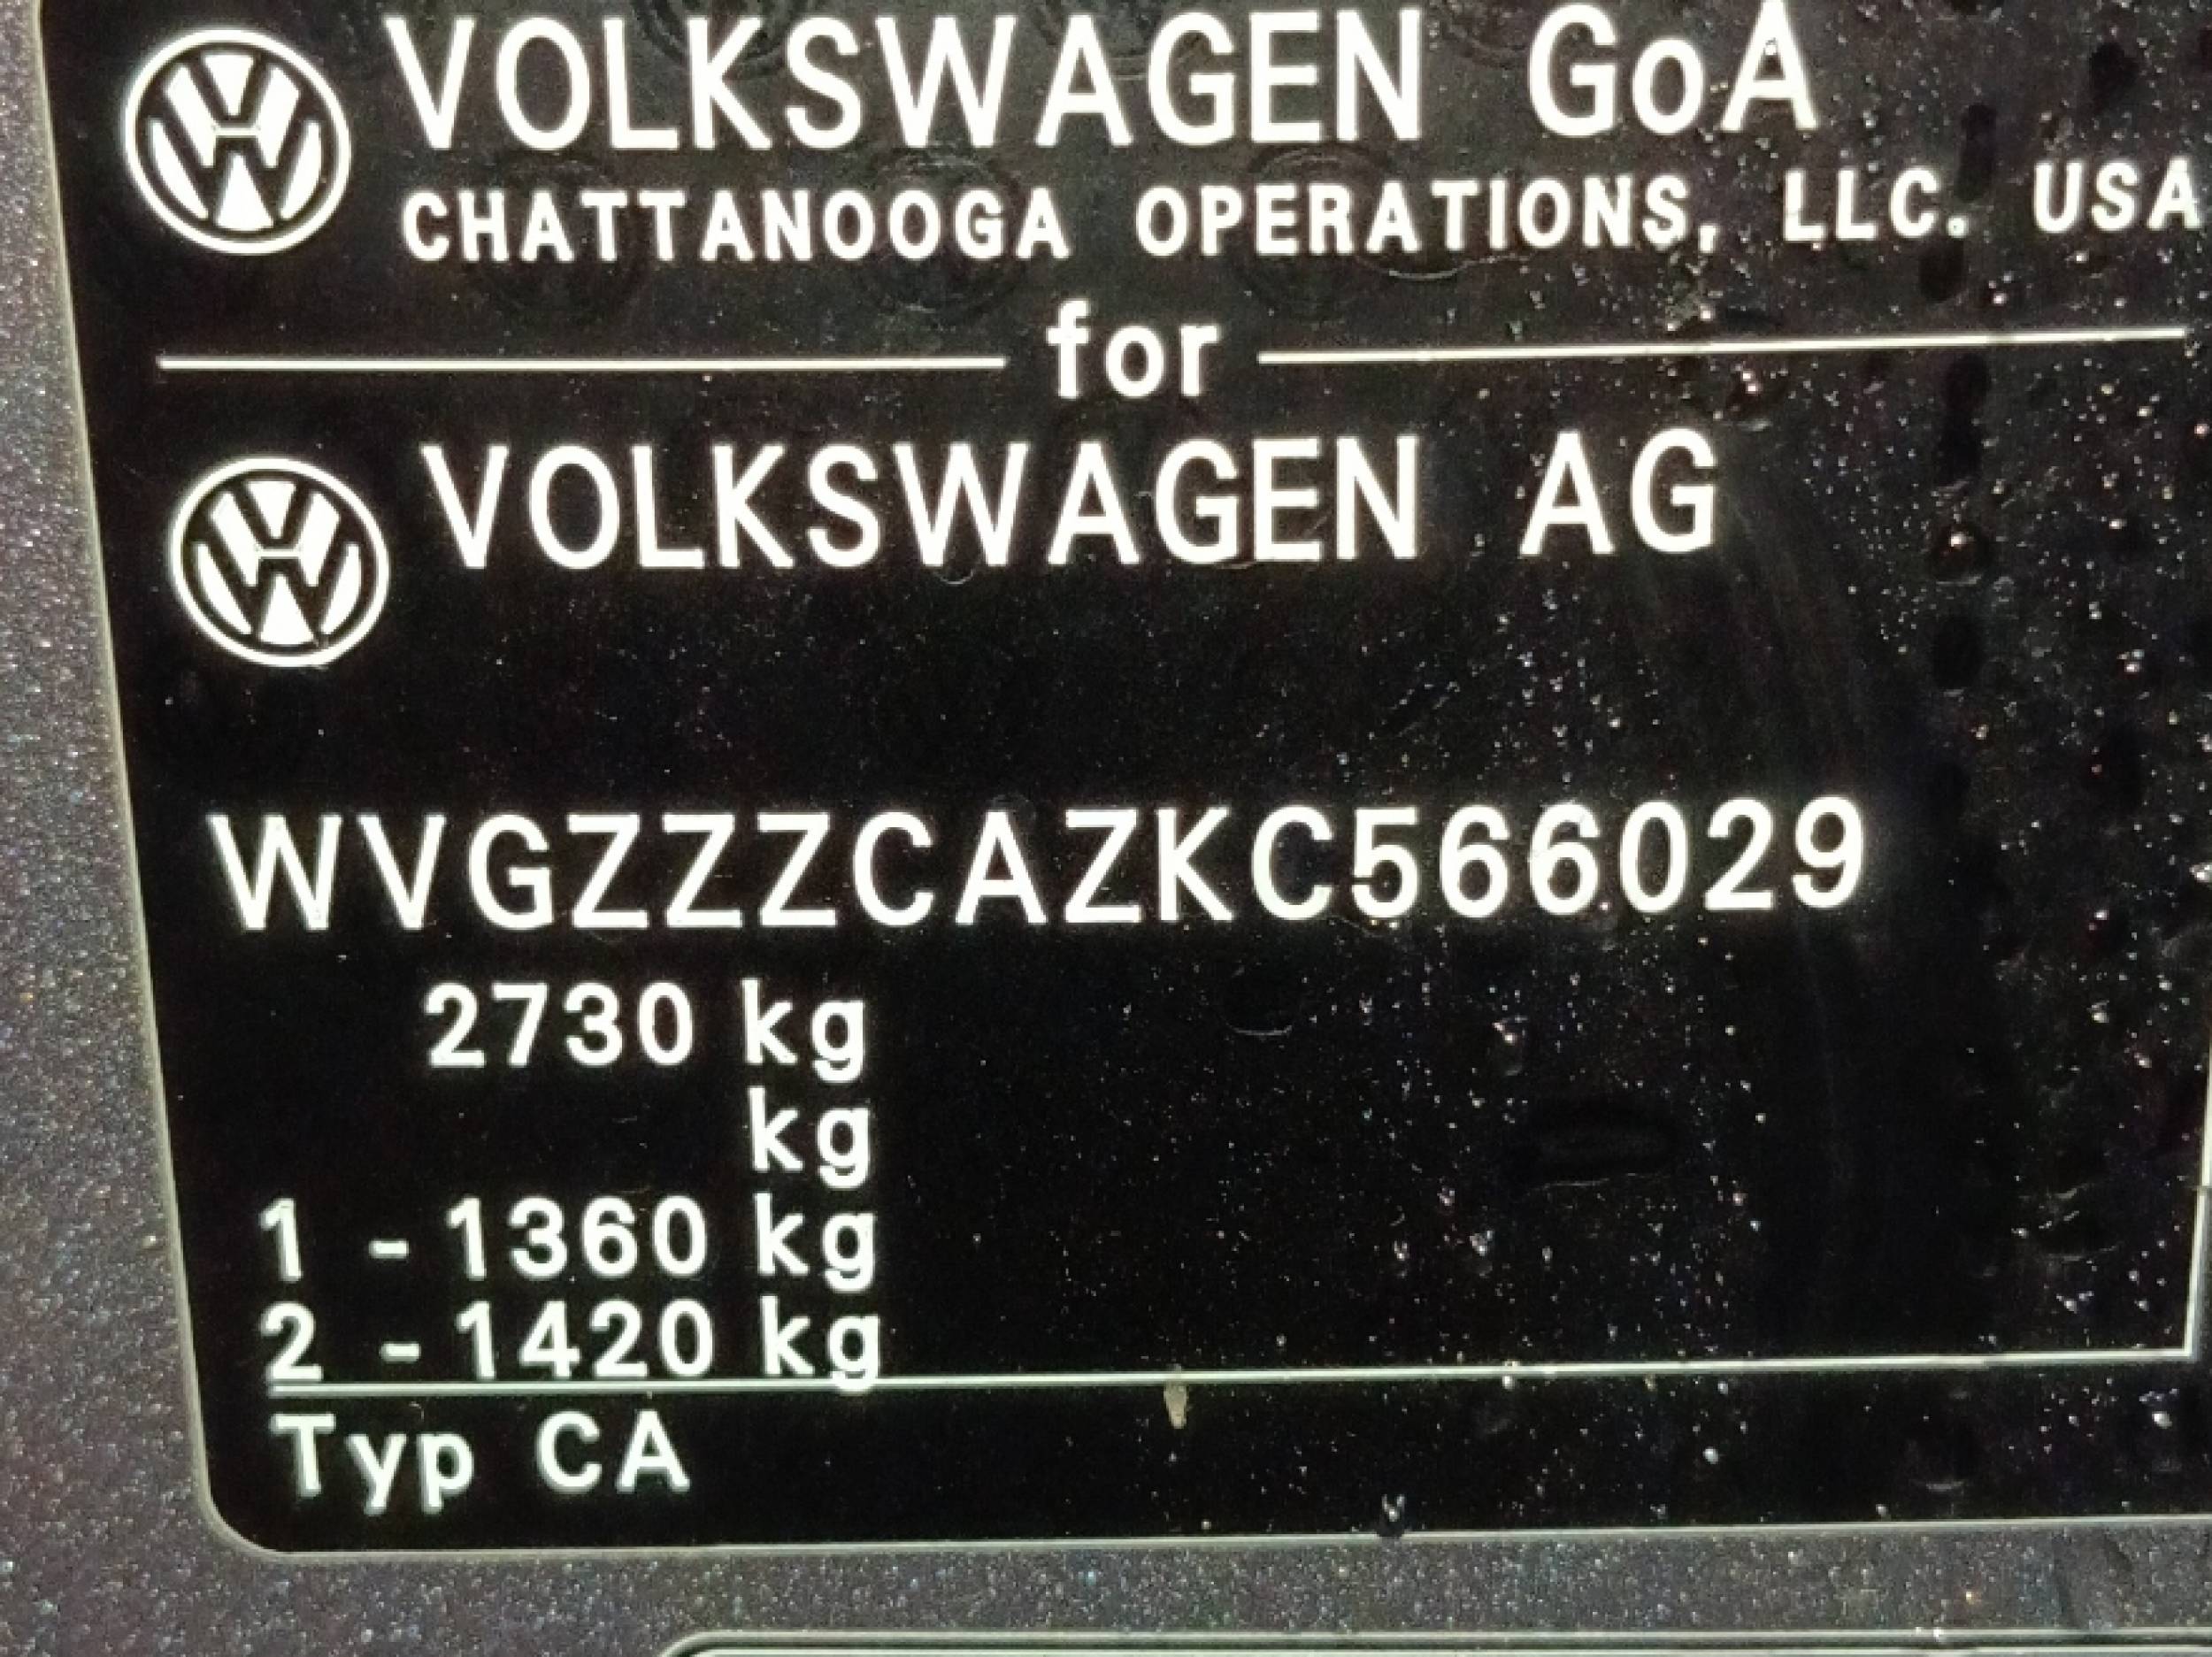 VOLKSWAGEN GoA
CHATTANOOGA OPERATIONS, LLC. USA
for
VOLKSWAGEN AG
WVGZZZCAZKC566029
2730 kg
kg
1 - 1360 kg
2 - 1420 kg
Typ CA